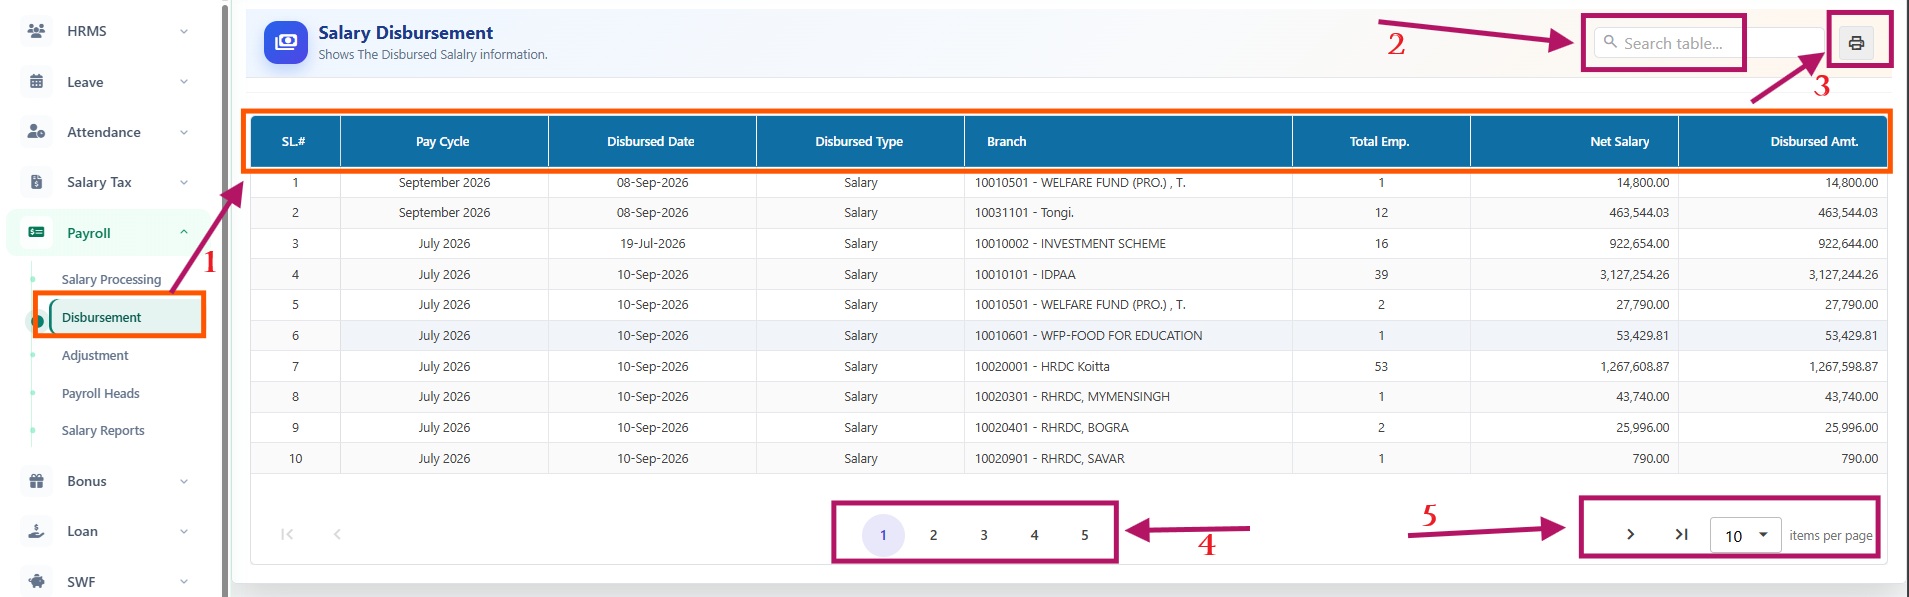 HRMS
Leave
Attendance
Salary Tax
Payroll
Salary Processing
Disbursement
Adjustment
Payroll Heads
Salary Reports
Bonus
Loan
SWF
Salary Disbursement
Shows The Disbursed Salalry information.
Search table...
1
2
3
4
5
SL.# Pay Cycle Disbursed Date Disbursed Type Branch Total Emp. Net Salary Disbursed Amt.
1 September 2026 08-Sep-2026 Salary 10010501 - WELFARE FUND (PRO.) , T. 1 14,800.00 14,800.00
2 September 2026 08-Sep-2026 Salary 10031101 - Tongi. 12 463,544.03 463,544.03
3 July 2026 19-Jul-2026 Salary 10010002 - INVESTMENT SCHEME 16 922,654.00 922,644.00
4 July 2026 10-Sep-2026 Salary 10010101 - IDPAA 39 3,127,254.26 3,127,244.26
5 July 2026 10-Sep-2026 Salary 10010501 - WELFARE FUND (PRO.) , T. 2 27,790.00 27,790.00
6 July 2026 10-Sep-2026 Salary 10010601 - WFP-FOOD FOR EDUCATION 1 53,429.81 53,429.81
7 July 2026 10-Sep-2026 Salary 10020001 - HRDC Koitta 53 1,267,608.87 1,267,598.87
8 July 2026 10-Sep-2026 Salary 10020301 - RHRDC, MYMENSINGH 1 43,740.00 43,740.00
9 July 2026 10-Sep-2026 Salary 10020401 - RHRDC, BOGRA 2 25,996.00 25,996.00
10 July 2026 10-Sep-2026 Salary 10020901 - RHRDC, SAVAR 1 790.00 790.00
1 2 3 4 5
10 items per page